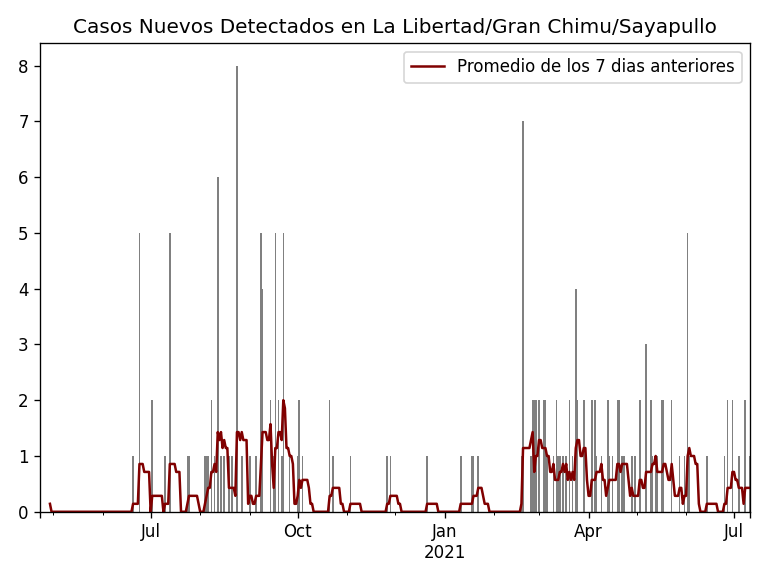 Casos Nuevos Detectados en La Libertad/Gran Chimu/Sayapullo
Promedio de los 7 dias anteriores
8
7
6
5
4
3
2
1
0
Jul
Oct
Jan
2021
Apr
Jul